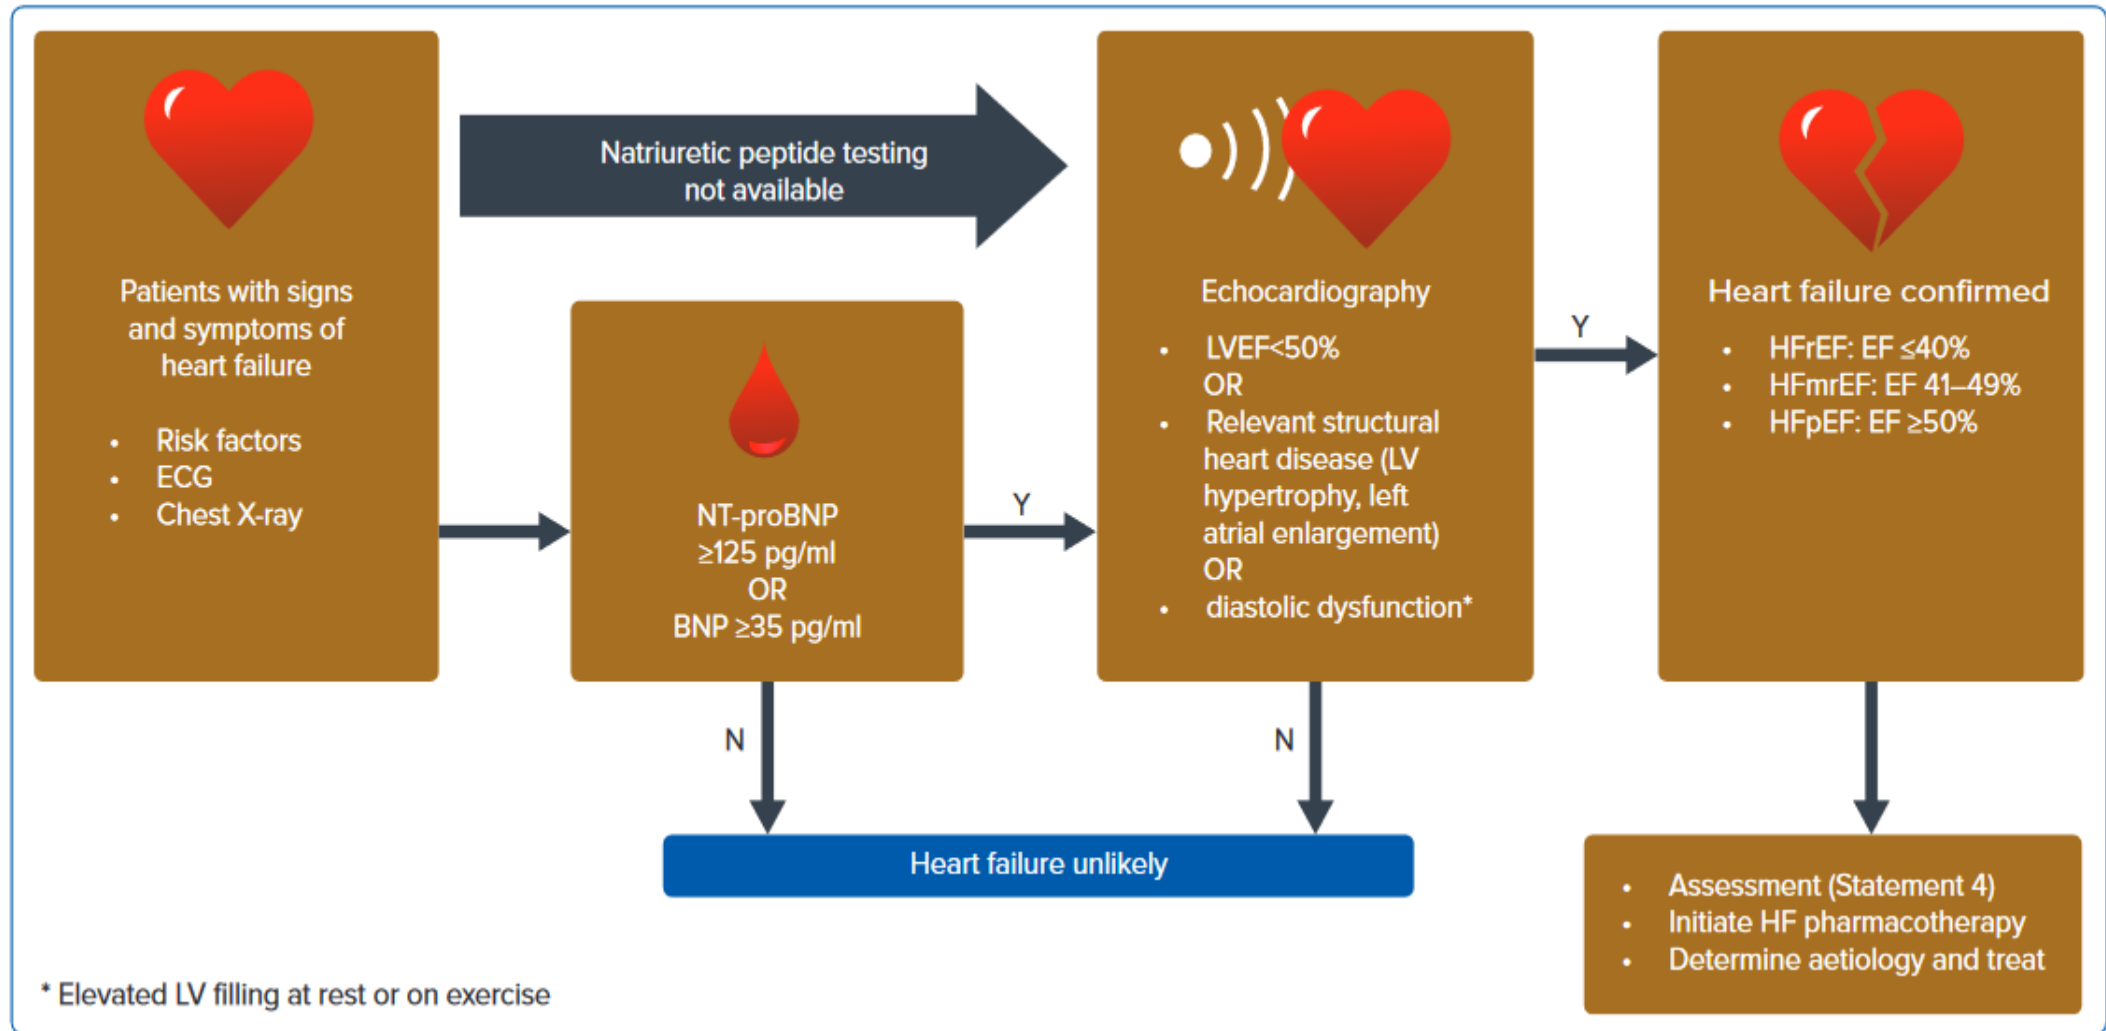 Patients with signs
and symptoms of
heart failure
• Risk factors
• ECG
• Chest X-ray
Natriuretic peptide testing
not available
NT-proBNP
≥125 pg/ml
OR
BNP ≥35 pg/ml
Y
N
Echocardiography
• LVEF<50%
OR
• Relevant structural
heart disease (LV
hypertrophy, left
atrial enlargement)
OR
• diastolic dysfunction*
Y
N
Heart failure confirmed
• HFrEF: EF ≤40%
• HFmrEF: EF 41–49%
• HFpEF: EF ≥50%
Heart failure unlikely
• Assessment (Statement 4)
• Initiate HF pharmacotherapy
• Determine aetiology and treat
* Elevated LV filling at rest or on exercise